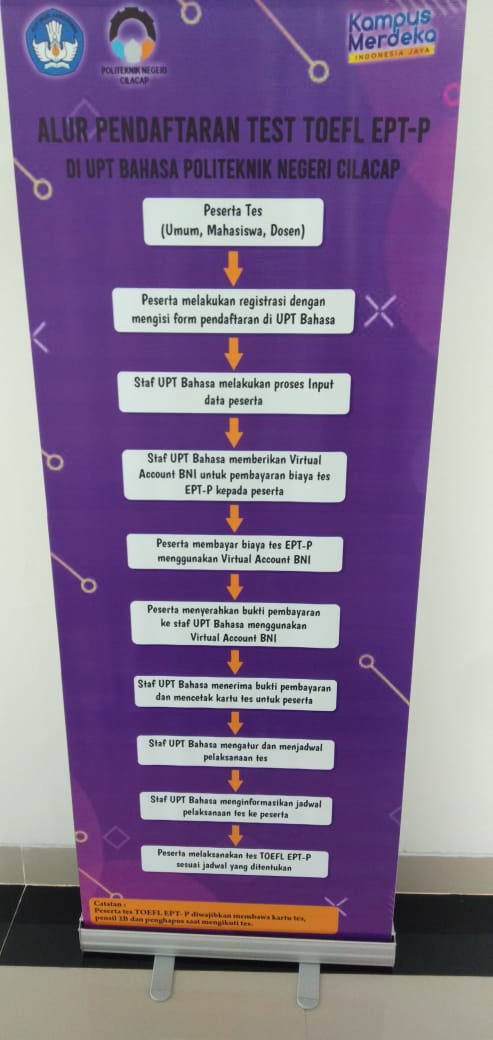 POLITEKNIK NEGERI
CILACAP
Kampus
Merdeka
INDONESIA JAYA
ALUR PENDAFTARAN TEST TOEFL EPT-P
DI UPT BAHASA POLITEKNIK NEGERI CILACAP
Peserta Tes
(Umum, Mahasiswa, Dosen)
Peserta melakukan registrasi dengan
mengisi form pendaftaran di UPT Bahasa
Staf UPT Bahasa melakukan proses Input
data peserta
Staf UPT Bahasa memberikan Virtual
Account BNI untuk pembayaran biaya tes
EPT-P kepada peserta
Peserta membayar biaya tes EPT-P
menggunakan Virtual Account BNI
Peserta menyerahkan bukti pembayaran
ke staf UPT Bahasa menggunakan
Virtual Account BNI
Staf UPT Bahasa menerima bukti pembayaran
dan mencetak kartu tes untuk peserta
Staf UPT Bahasa mengatur dan menjadwal
pelaksanaan tes
Staf UPT Bahasa menginformasikan jadwal
pelaksanaan tes ke peserta
Peserta melaksanakan tes TOEFL EPT-P
sesuai jadwal yang ditentukan
Catatan :
Peserta tes TOEFL EPT- P diwajibkan membawa kartu tes,
pensil 2B dan penghapus saat mengikuti tes.